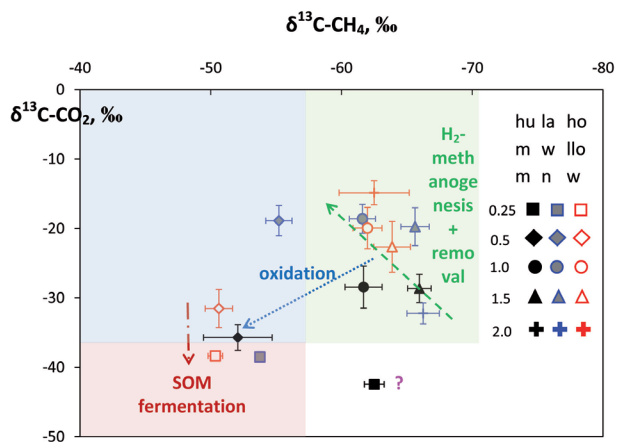 δ¹³C-CH₄, ‰
-40 -50 -60 -70 -80
0
δ¹³C-CO₂, ‰
-10
-20
-30
-40
-50
H₂-
meth
anoge
nesis
+
remo
val
oxidation
SOM
fermentation
?
hu la ho
m w llo
m n w
0.25
0.5
1.0
1.5
2.0